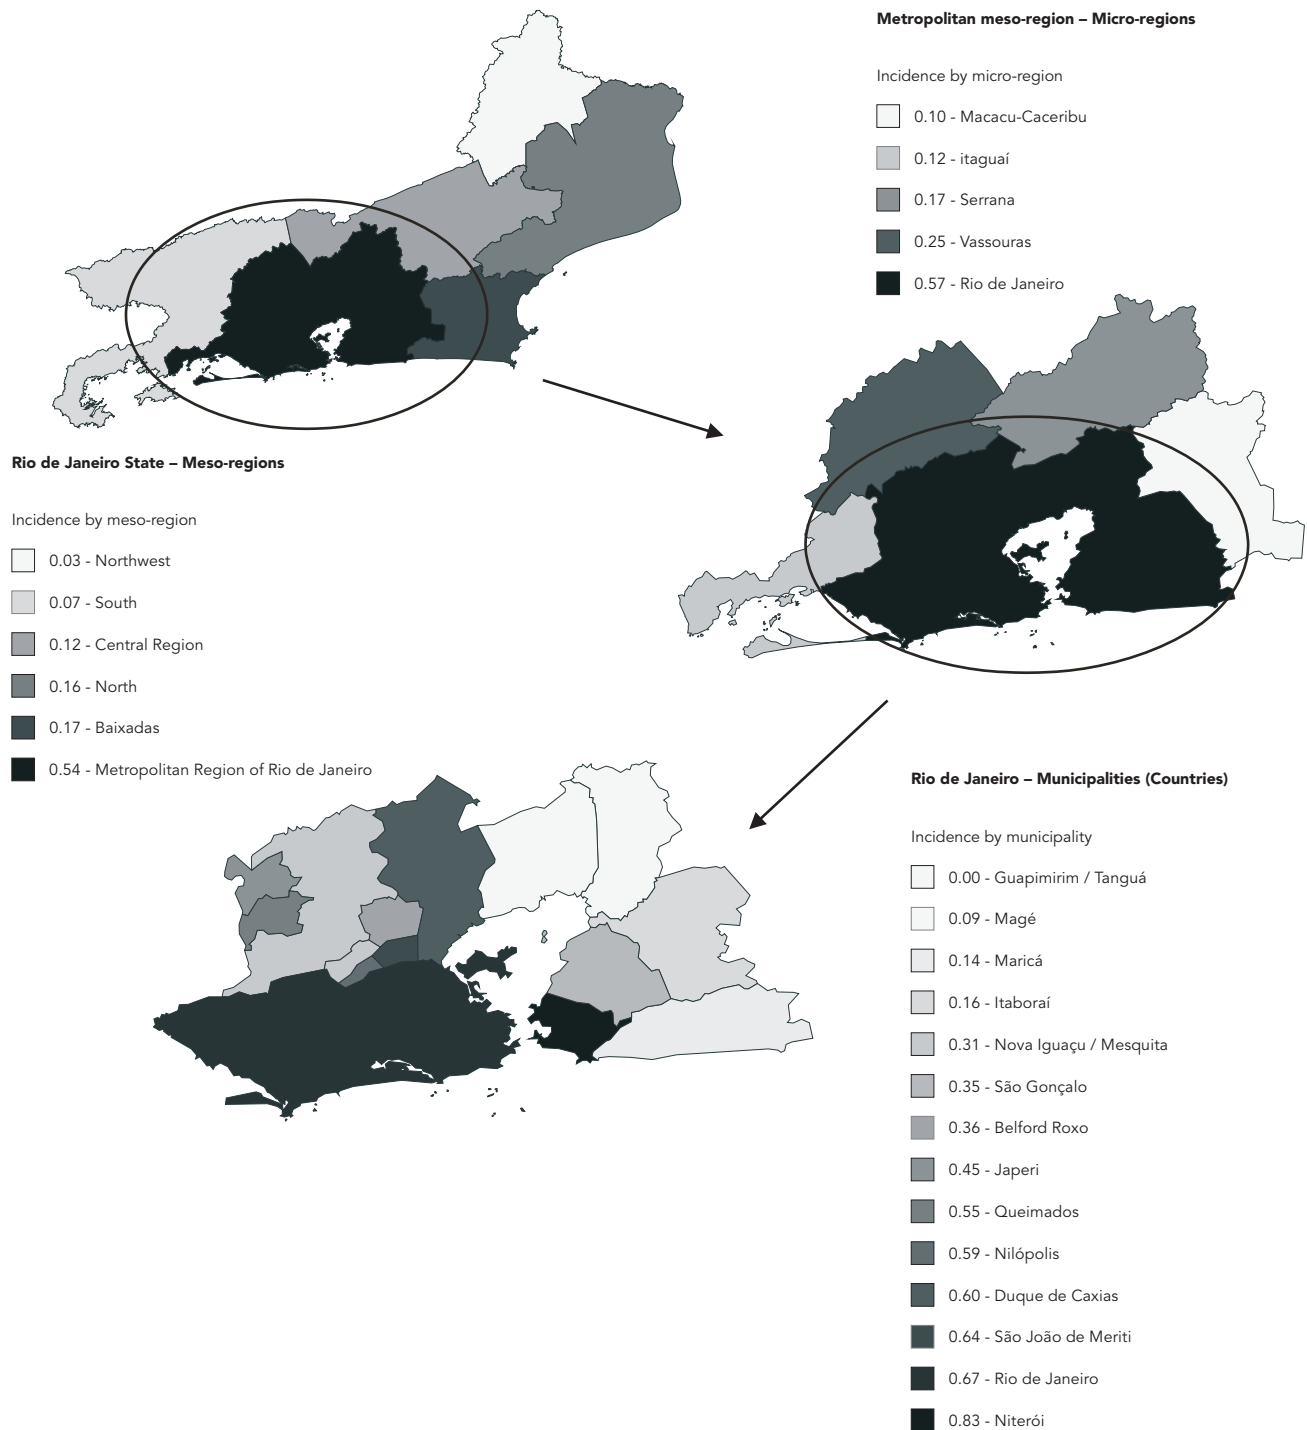 Metropolitan meso-region – Micro-regions
Incidence by micro-region
0.10 - Macacu-Caceribu
0.12 - itaguaí
0.17 - Serrana
0.25 - Vassouras
0.57 - Rio de Janeiro
Rio de Janeiro State – Meso-regions
Incidence by meso-region
0.03 - Northwest
0.07 - South
0.12 - Central Region
0.16 - North
0.17 - Baixadas
0.54 - Metropolitan Region of Rio de Janeiro
Rio de Janeiro – Municipalities (Countries)
Incidence by municipality
0.00 - Guapimirim / Tanguá
0.09 - Magé
0.14 - Maricá
0.16 - Itaboraí
0.31 - Nova Iguaçu / Mesquita
0.35 - São Gonçalo
0.36 - Belford Roxo
0.45 - Japeri
0.55 - Queimados
0.59 - Nilópolis
0.60 - Duque de Caxias
0.64 - São João de Meriti
0.67 - Rio de Janeiro
0.83 - Niterói